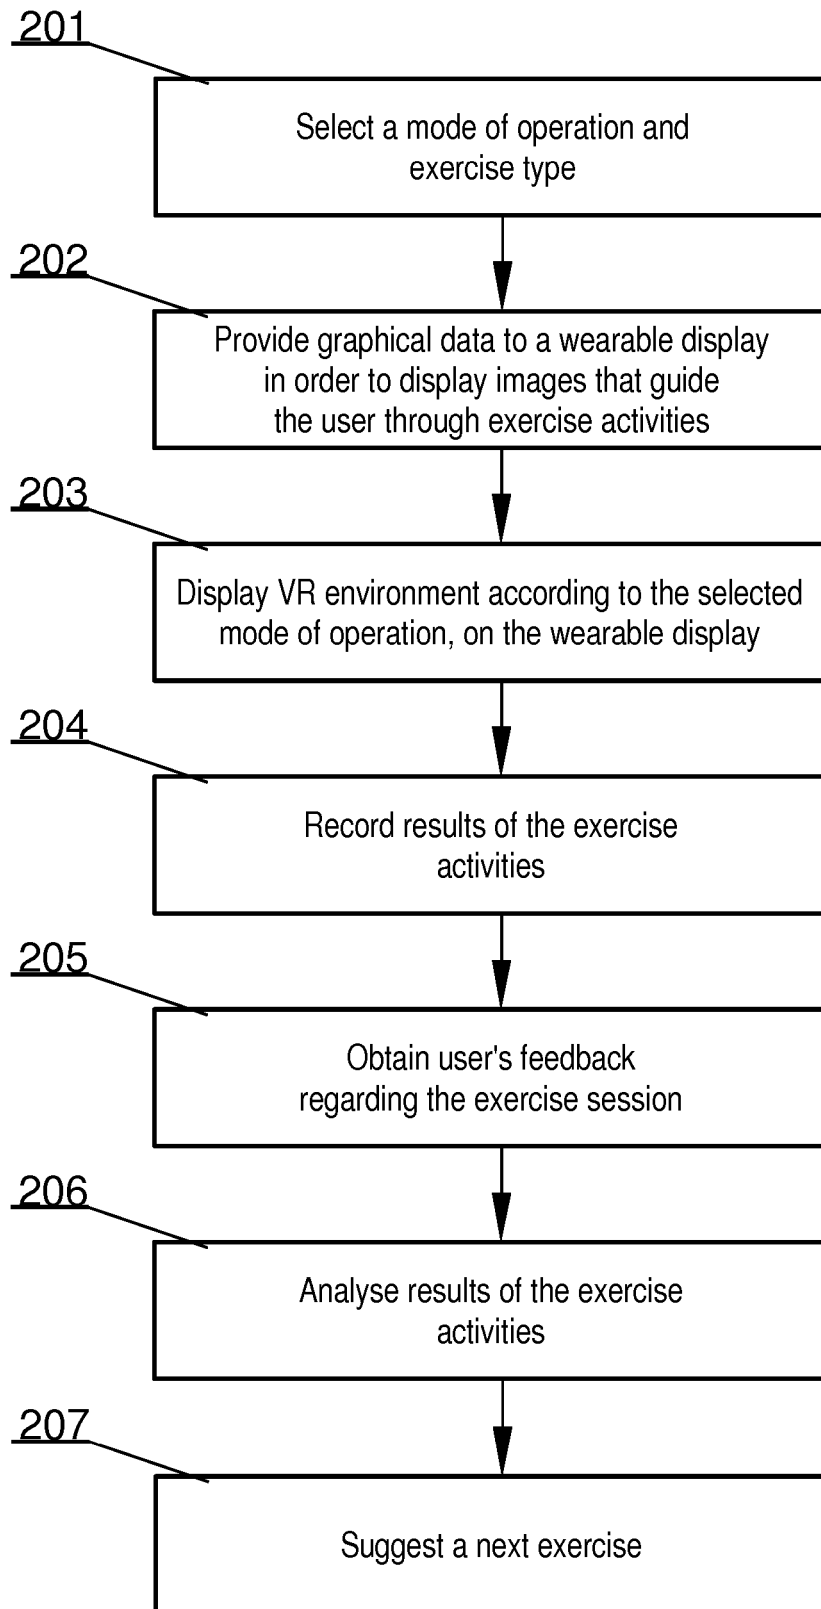 201
Select a mode of operation and
exercise type
202
Provide graphical data to a wearable display
in order to display images that guide
the user through exercise activities
203
Display VR environment according to the selected
mode of operation, on the wearable display
204
Record results of the exercise
activities
205
Obtain user's feedback
regarding the exercise session
206
Analyse results of the exercise
activities
207
Suggest a next exercise